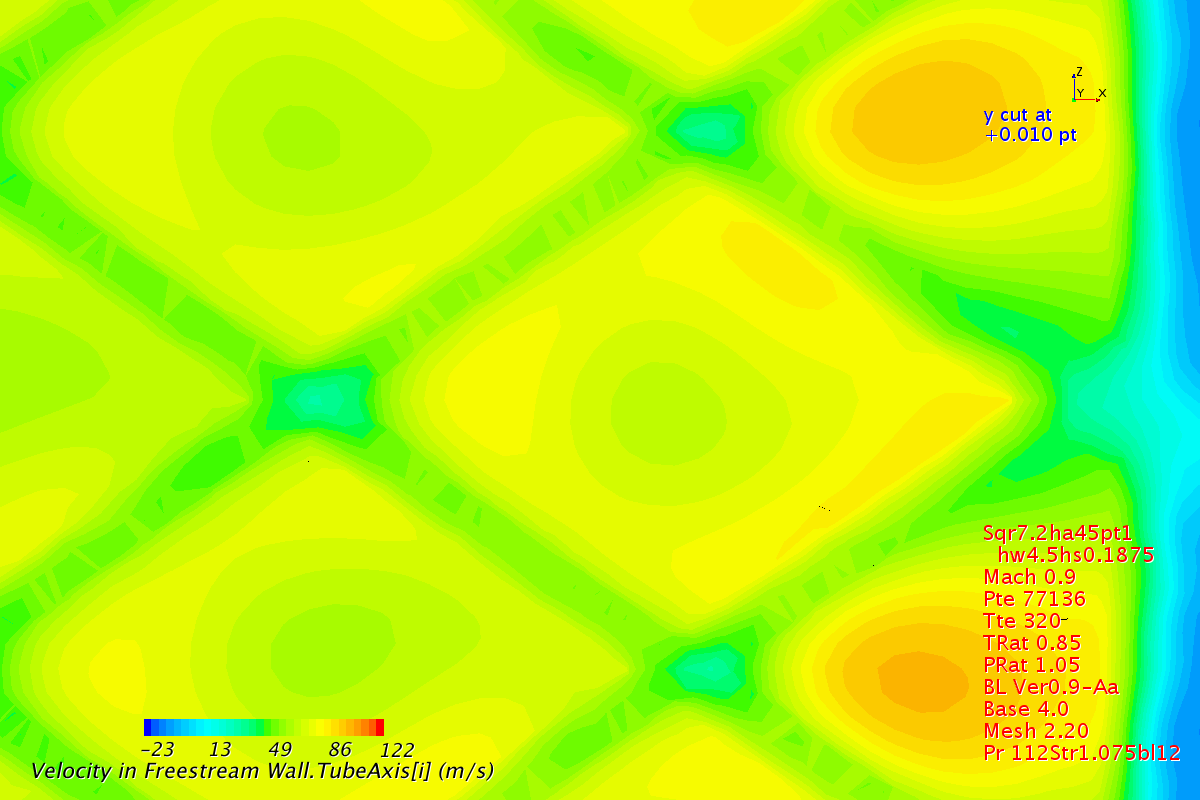 Z
Y X
y cut at
+0.010 pt
Sqr7.2ha45pt1
hw4.5hs0.1875
Mach 0.9
Pte 77136
Tte 320
TRat 0.85
PRat 1.05
BL Ver0.9-Aa
Base 4.0
Mesh 2.20
Pr 112Str1.075bl12
-23 13 49 86 122
Velocity in Freestream Wall.TubeAxis[i] (m/s)